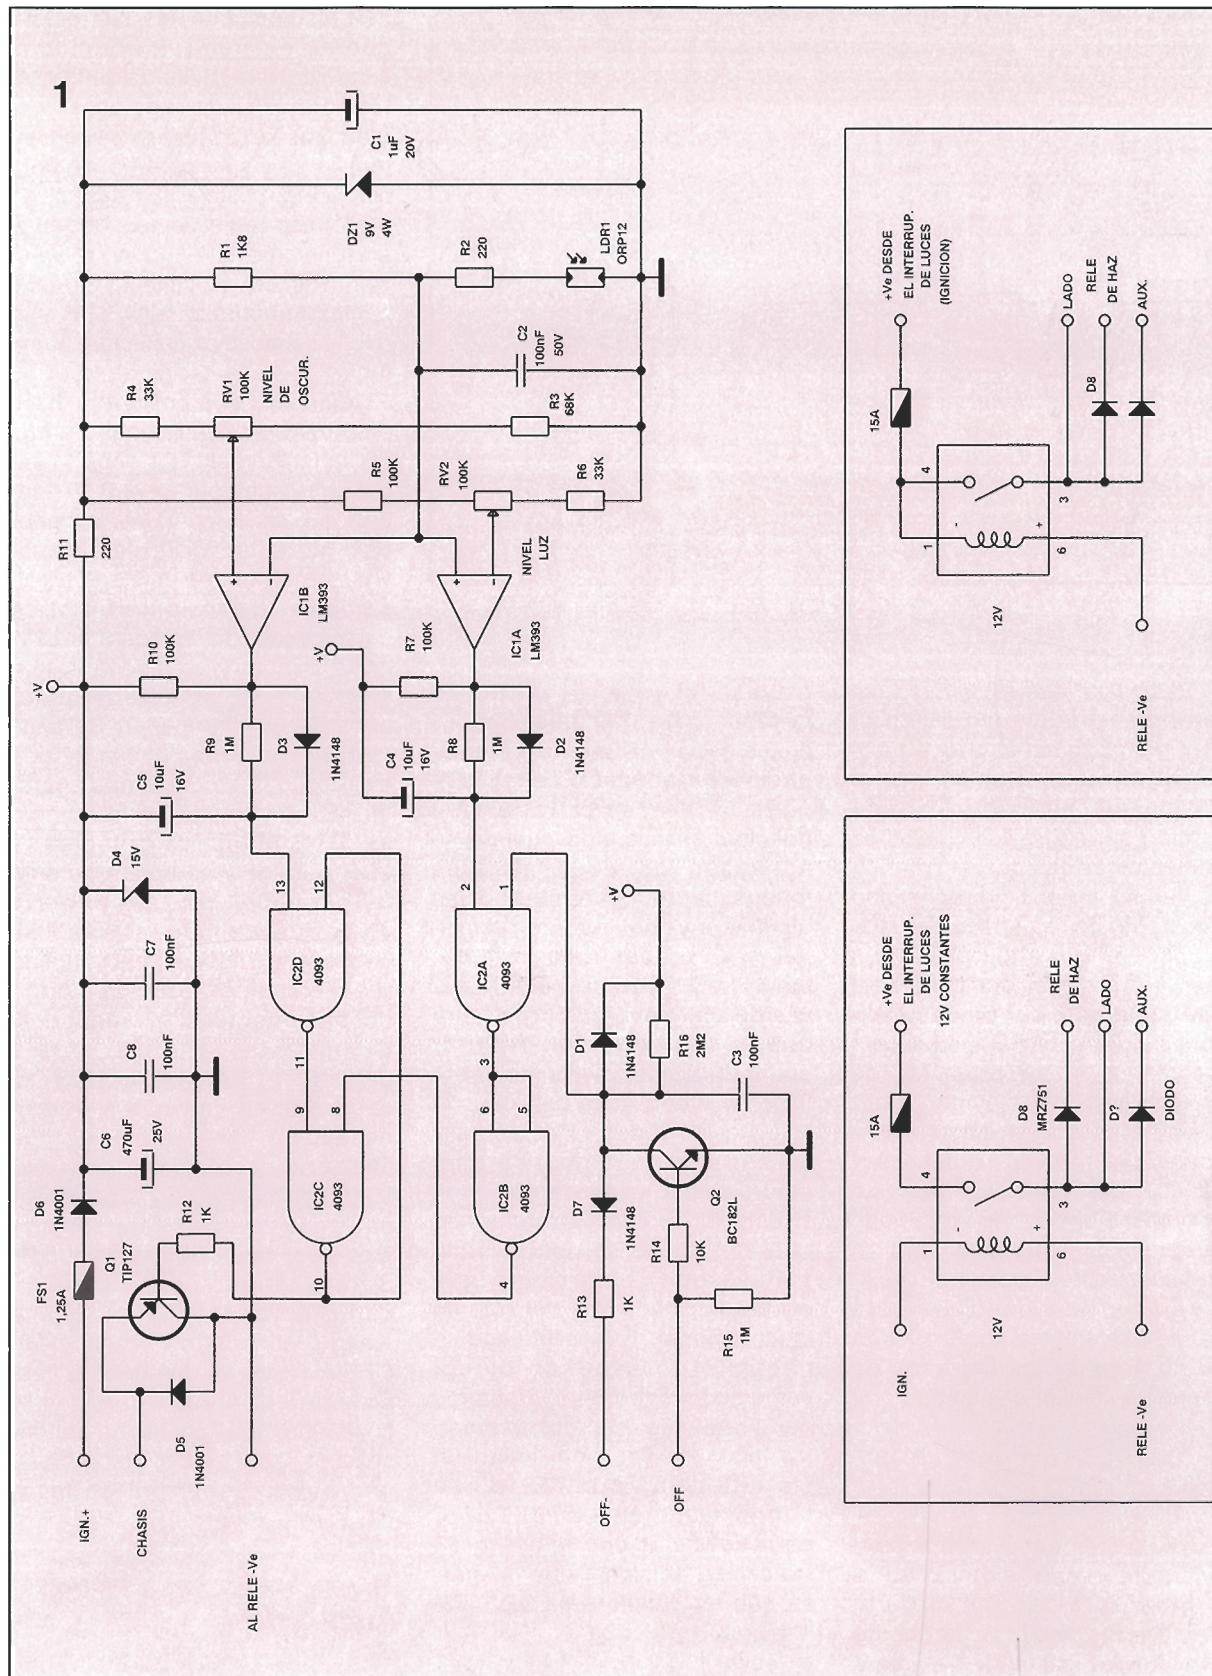 1
C1
1uF
20V
DZ1
9V
4W
R1
1K8
R2
220
LDR1
ORP12
C2
100nF
50V
R4
33K
RV1
100K
NIVEL
DE
OSCUR.
R3
68K
R5
100K
RV2
100K
R6
33K
R11
220
NIVEL
LUZ
+
-
IC1B
LM393
+
-
IC1A
LM393
+V
R10
100K
+V
R7
100K
R9
1M
D3
1N4148
R8
1M
D2
1N4148
C5
10uF
16V
C4
10uF
16V
D4
15V
C7
100nF
C8
100nF
C6
470uF
25V
13
12
IC2D
4093
11
2
1
IC2A
4093
3
9
8
IC2C
4093
10
6
5
IC2B
4093
4
+V
D1
1N4148
R16
2M2
C3
100nF
D7
1N4148
Q2
BC182L
R14
10K
R13
1K
R15
1M
D6
1N4001
FS1
1,25A
Q1
TIP127
R12
1K
D5
1N4001
IGN.+
CHASIS
AL RELE -Ve
OFF-
OFF
+Ve DESDE
EL INTERRUP.
DE LUCES
(IGNICION)
LADO
RELE
DE HAZ
AUX.
15A
D8
4
3
1
6
-
+
12V
RELE -Ve
+Ve DESDE
EL INTERRUP.
DE LUCES
12V CONSTANTES
RELE
DE HAZ
LADO
AUX.
15A
D8
MRZ751
D?
DIODO
4
3
1
6
-
+
12V
IGN.
RELE -Ve